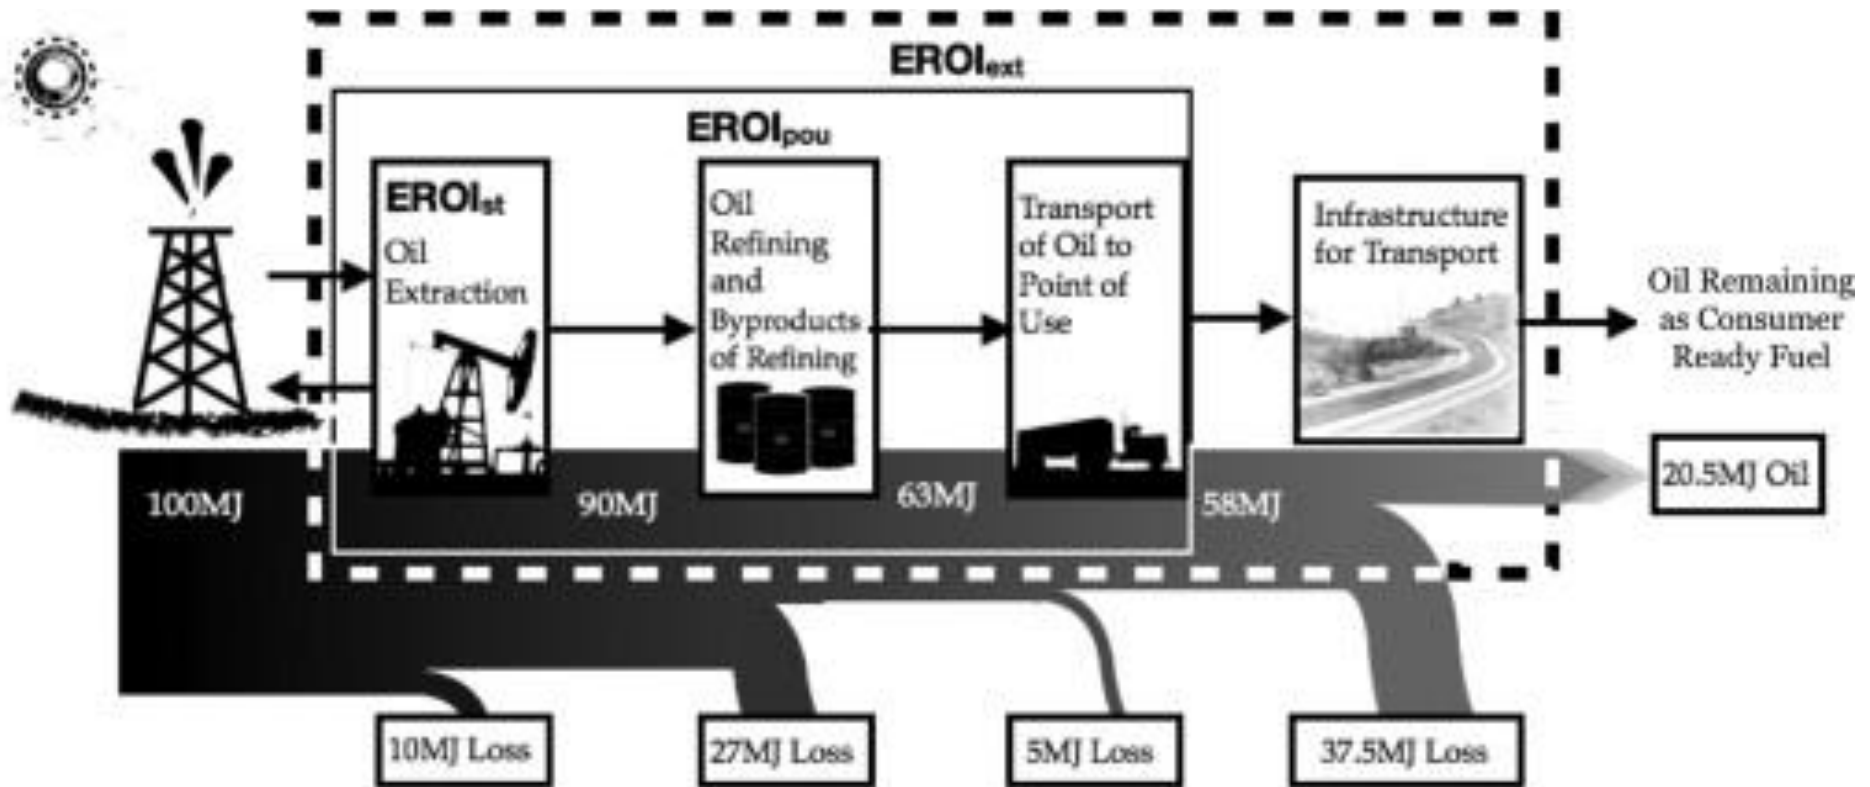 EROIext
EROIpou
EROIst
Oil
Extraction
Oil
Refining
and
Byproducts
of Refining
Transport
of Oil to
Point of
Use
Infrastructure
for Transport
Oil Remaining
as Consumer
Ready Fuel
100MJ
90MJ
63MJ
58MJ
20.5MJ Oil
10MJ Loss
27MJ Loss
5MJ Loss
37.5MJ Loss